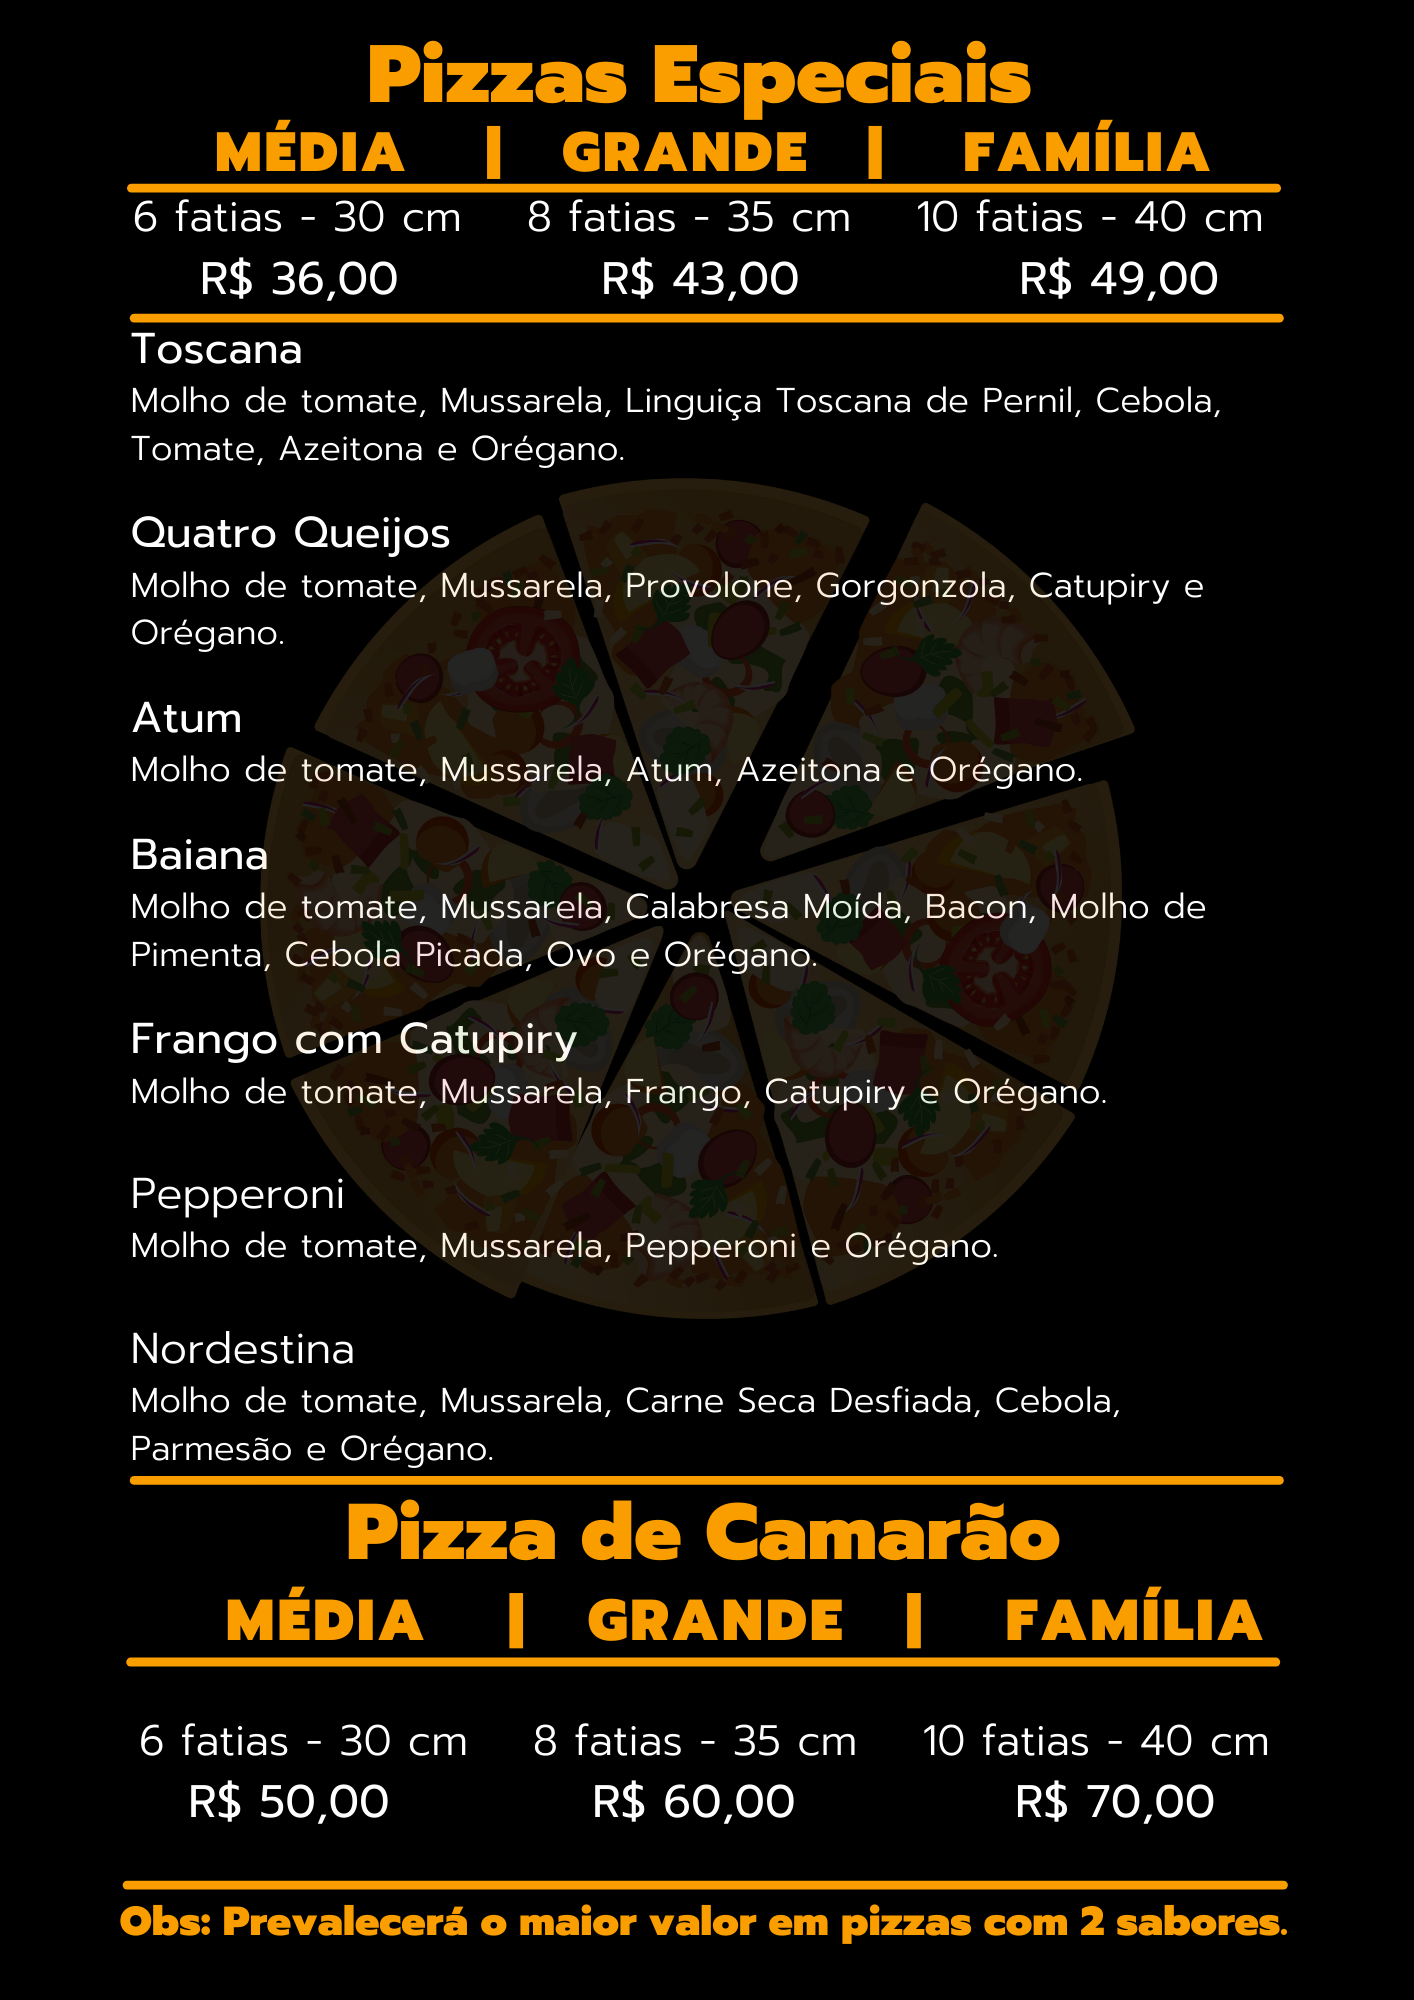 Pizzas Especiais
MÉDIA | GRANDE | FAMÍLIA
6 fatias - 30 cm 8 fatias - 35 cm 10 fatias - 40 cm
R$ 36,00 R$ 43,00 R$ 49,00
Toscana
Molho de tomate, Mussarela, Linguiça Toscana de Pernil, Cebola,
Tomate, Azeitona e Orégano.
Quatro Queijos
Molho de tomate, Mussarela, Provolone, Gorgonzola, Catupiry e
Orégano.
Atum
Molho de tomate, Mussarela, Atum, Azeitona e Orégano.
Baiana
Molho de tomate, Mussarela, Calabresa Moída, Bacon, Molho de
Pimenta, Cebola Picada, Ovo e Orégano.
Frango com Catupiry
Molho de tomate, Mussarela, Frango, Catupiry e Orégano.
Pepperoni
Molho de tomate, Mussarela, Pepperoni e Orégano.
Nordestina
Molho de tomate, Mussarela, Carne Seca Desfiada, Cebola,
Parmesão e Orégano.
Pizza de Camarão
MÉDIA | GRANDE | FAMÍLIA
6 fatias - 30 cm 8 fatias - 35 cm 10 fatias - 40 cm
R$ 50,00 R$ 60,00 R$ 70,00
Obs: Prevalecerá o maior valor em pizzas com 2 sabores.